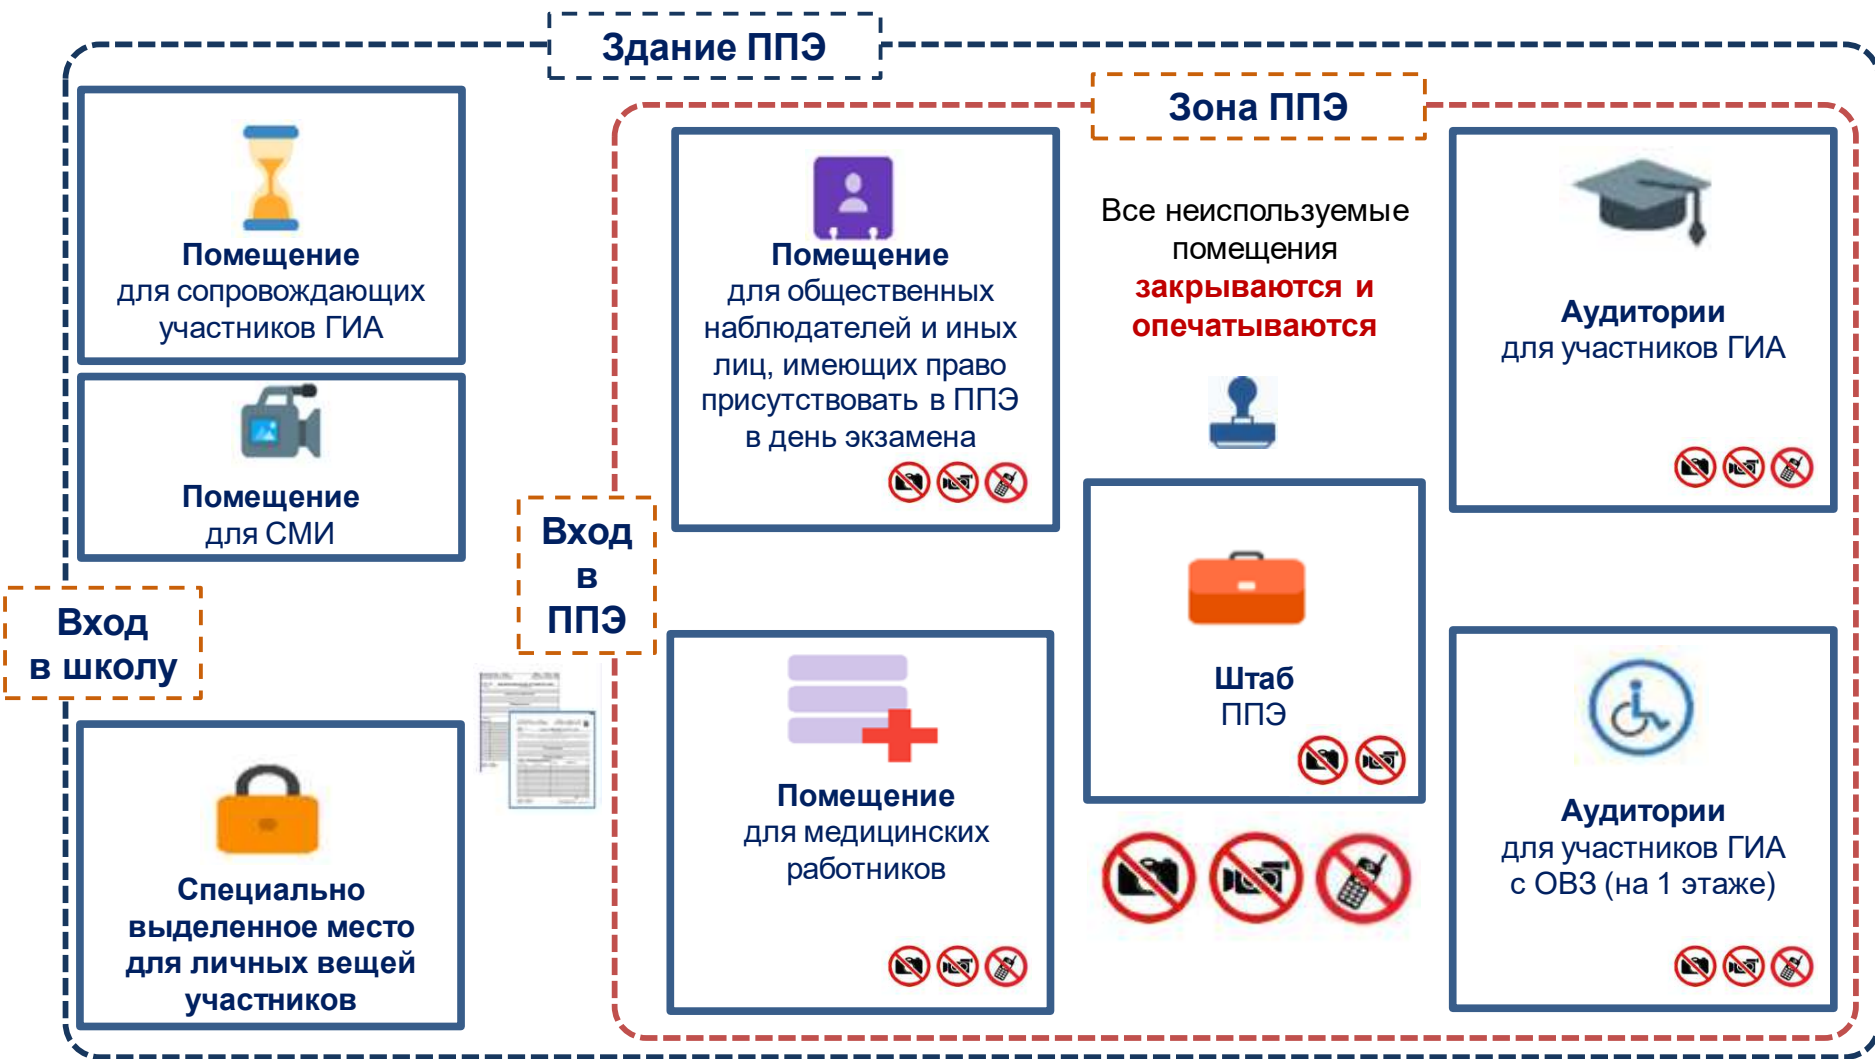 Здание ППЭ
Помещение
для сопровождающих
участников ГИА
Помещение
для СМИ
Вход
в школу
Специально
выделенное место
для личных вещей
участников
Зона ППЭ
Вход
в
ППЭ
Помещение
для общественных
наблюдателей и иных
лиц, имеющих право
присутствовать в ППЭ
в день экзамена
Все неиспользуемые
помещения
закрываются и
опечатываются
Аудитории
для участников ГИА
Помещение
для медицинских
работников
Штаб
ППЭ
Аудитории
для участников ГИА
с ОВЗ (на 1 этаже)